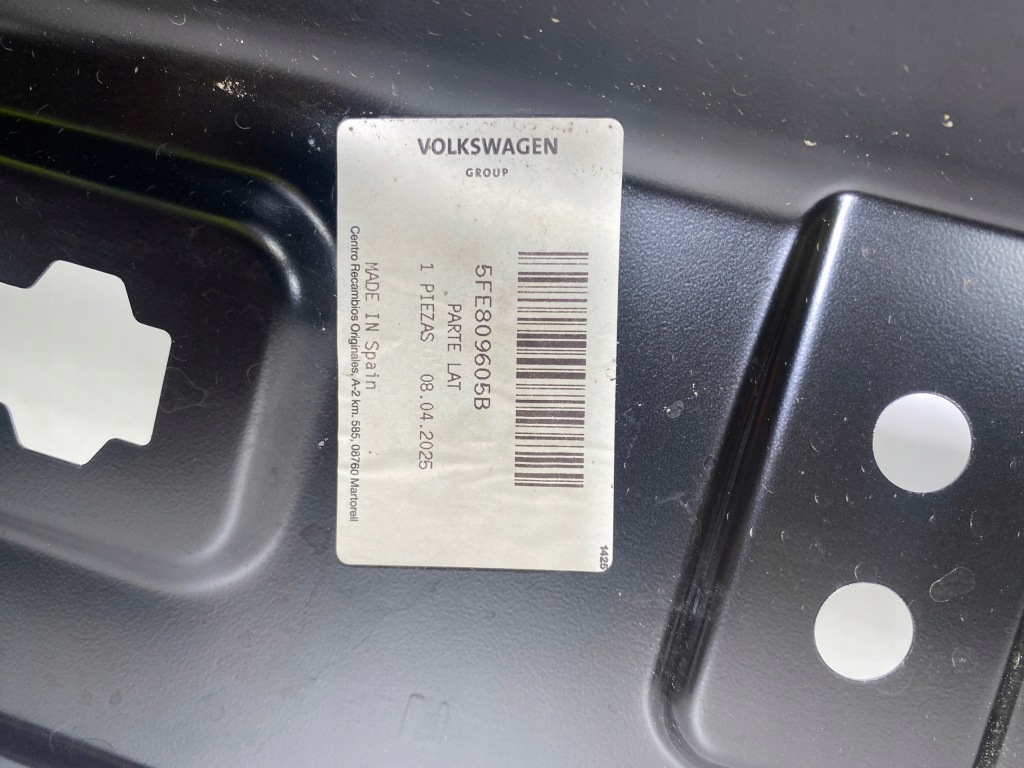 VOLKSWAGEN
GROUP
5FE809605B
PARTE LAT
1 PIEZAS 08.04.2025
MADE IN Spain
Centro Recambios Originales, A-2 km. 585, 08760 Martorell
1425